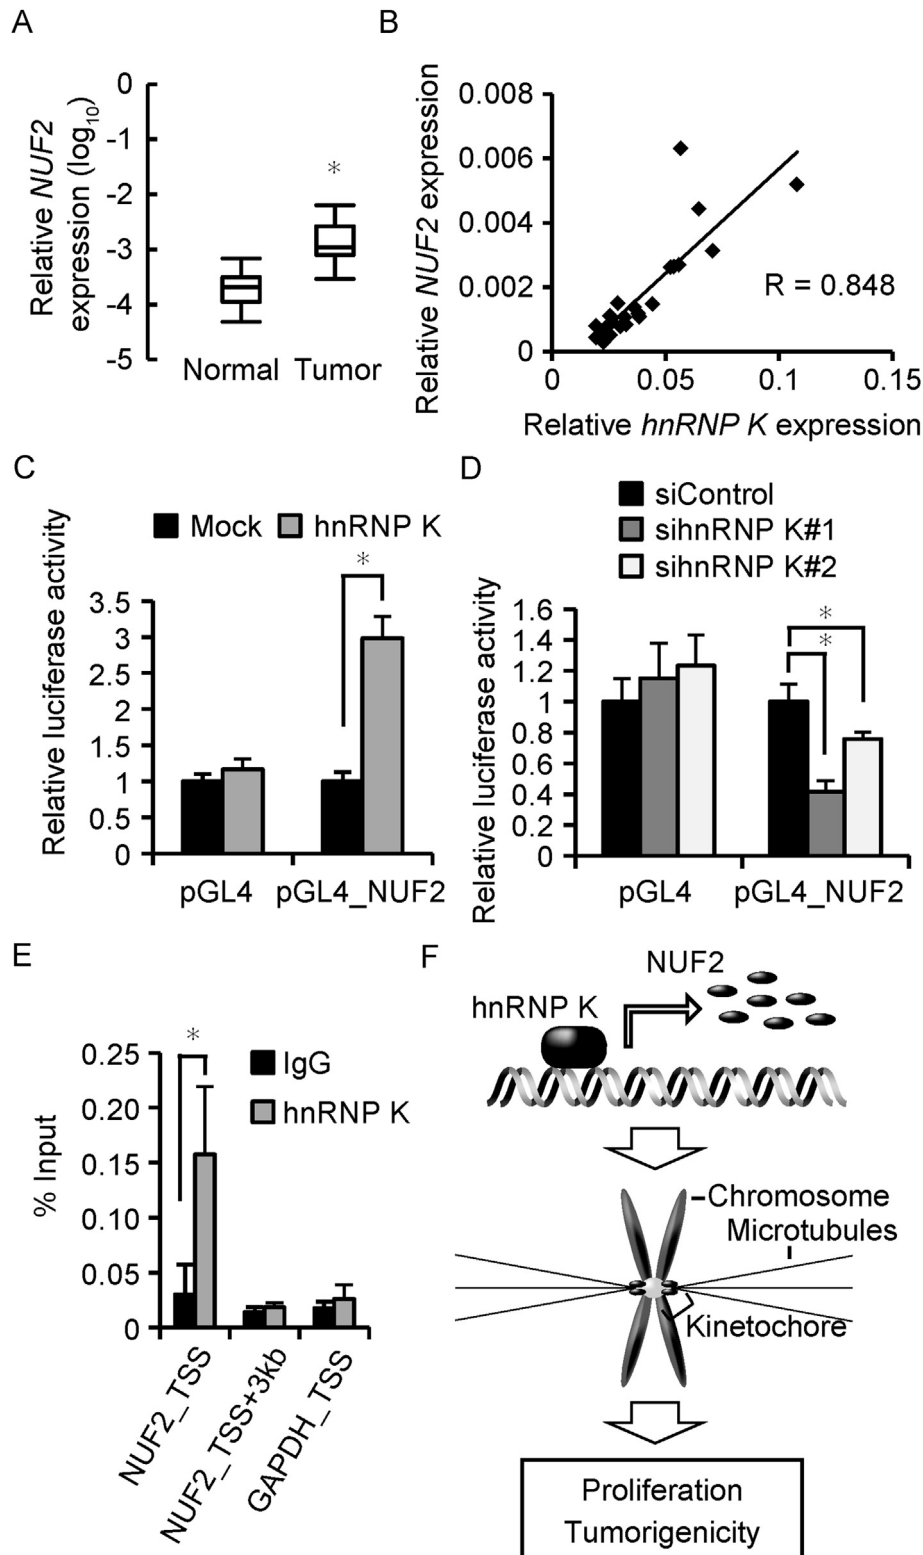 A
Relative NUF2
expression (log10)
0
-1
-2
-3
-4
-5
*
Normal
Tumor
B
Relative NUF2 expression
0.008
0.006
0.004
0.002
0
R = 0.848
0
0.05
0.1
0.15
Relative hnRNP K expression
C
Mock
hnRNP K
*
Relative luciferase activity
3.5
3
2.5
2
1.5
1
0.5
0
pGL4
pGL4_NUF2
D
siControl
sihnRNP K#1
sihnRNP K#2
*
*
Relative luciferase activity
1.6
1.4
1.2
1
0.8
0.6
0.4
0.2
0
pGL4
pGL4_NUF2
E
*
IgG
hnRNP K
% Input
0.25
0.20
0.15
0.10
0.05
0
NUF2_TSS
NUF2_TSS+3kb
GAPDH_TSS
F
NUF2
hnRNP K
Chromosome
Microtubules
Kinetochore
Proliferation
Tumorigenicity